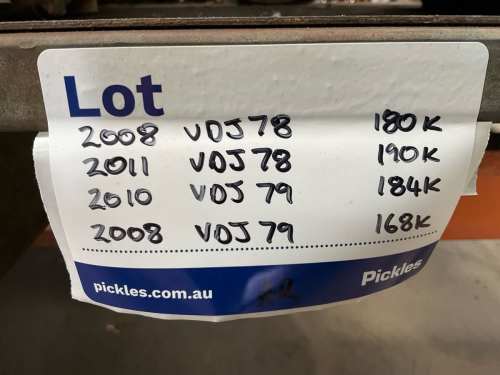 Lot
2008 VDJ78 180K
2011 VDJ78 190K
2010 VDJ79 184K
2008 VDJ79 168K
pickles.com.au Pickles